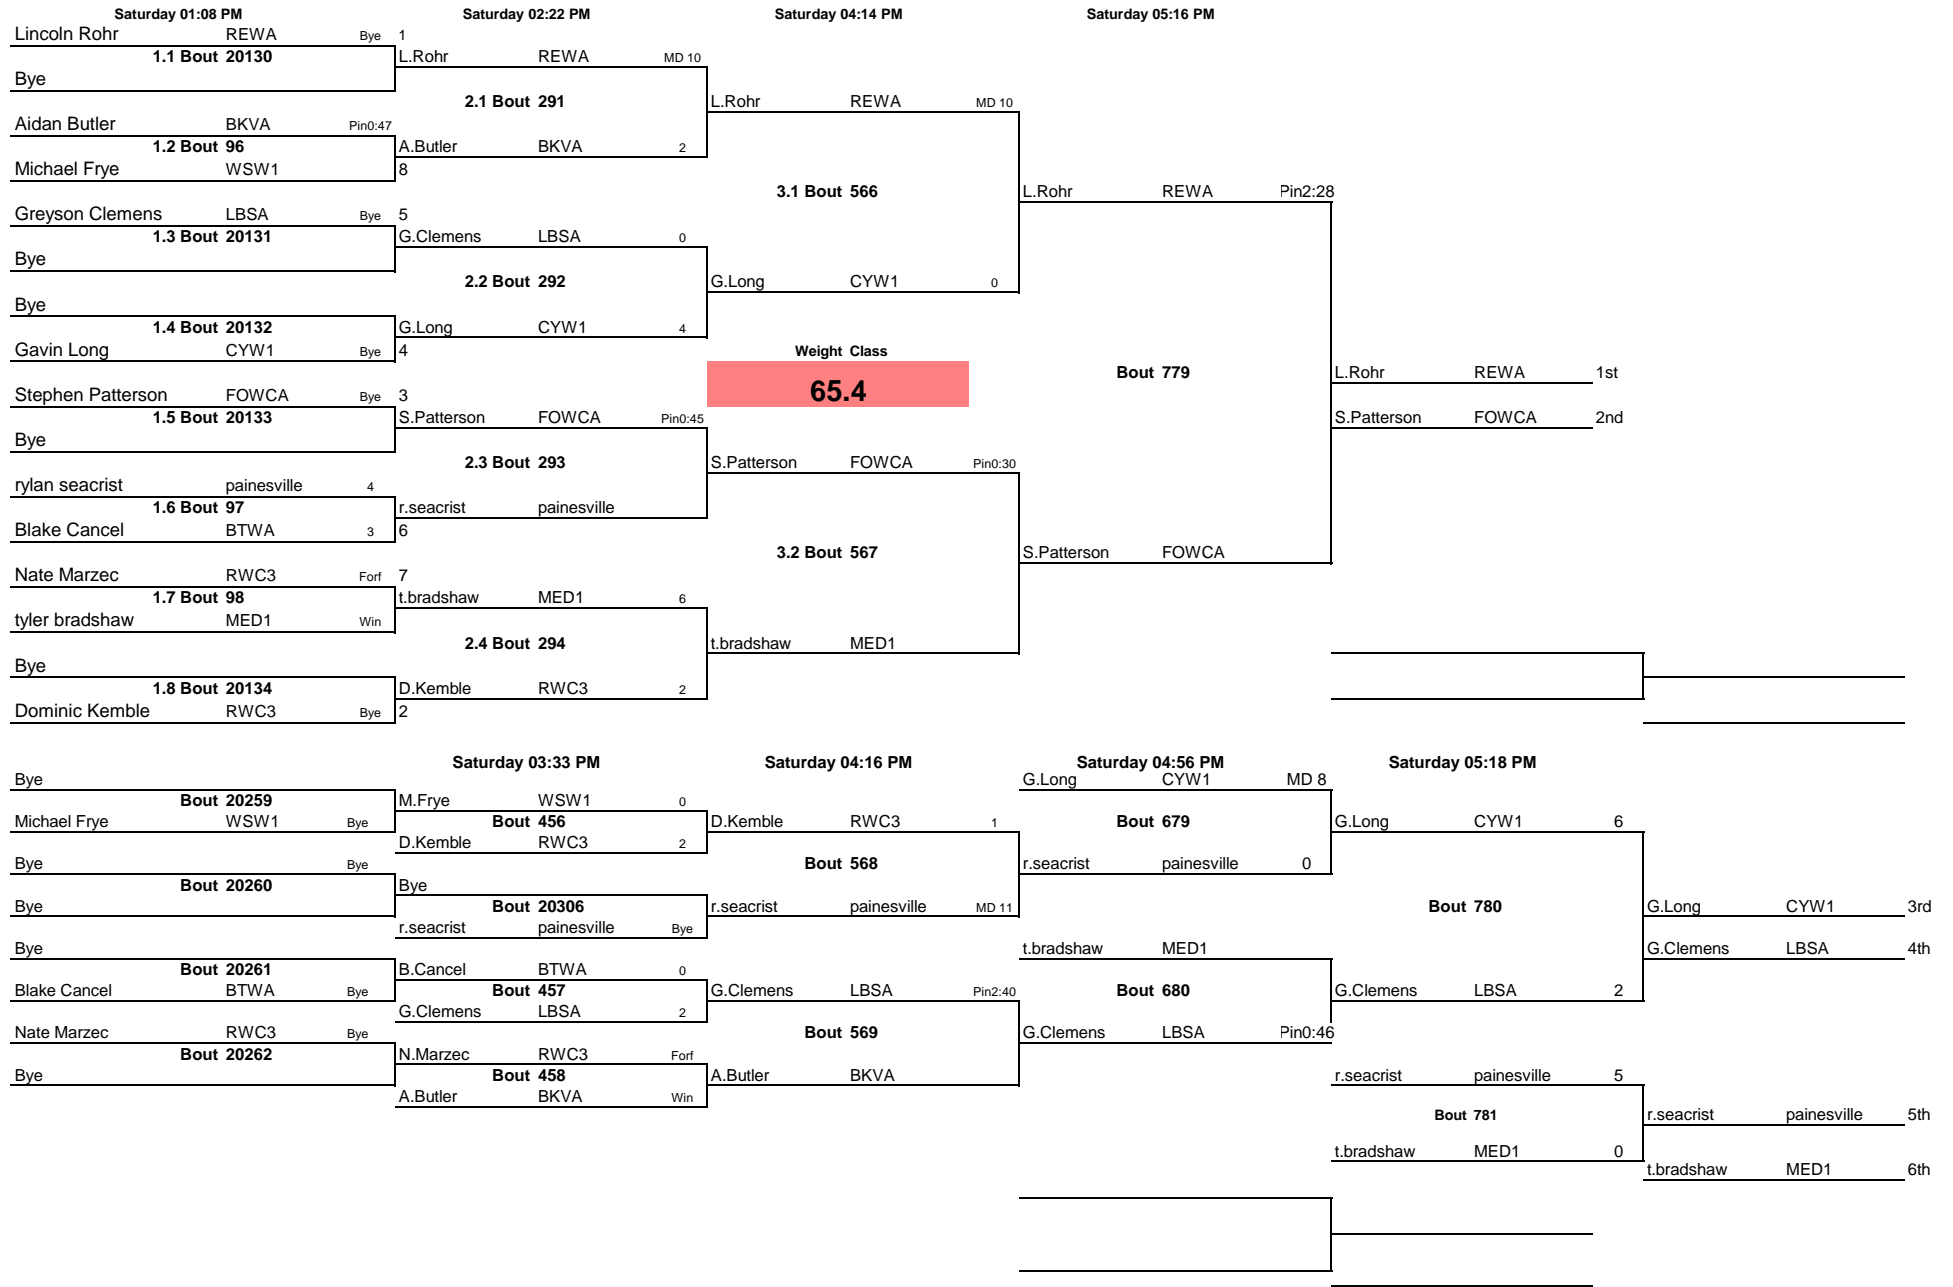 Saturday 01:08 PM Saturday 02:22 PM Saturday 04:14 PM Saturday 05:16 PM
Lincoln Rohr REWA Bye 1
1.1 Bout 20130 L.Rohr REWA MD 10
Bye
2.1 Bout 291 L.Rohr REWA MD 10
Aidan Butler BKVA Pin0:47
1.2 Bout 96 A.Butler BKVA 2
Michael Frye WSW1 8
3.1 Bout 566 L.Rohr REWA Pin2:28
Greyson Clemens LBSA Bye 5
1.3 Bout 20131 G.Clemens LBSA 0
Bye
2.2 Bout 292 G.Long CYW1 0
Bye
1.4 Bout 20132 G.Long CYW1 4
Gavin Long CYW1 Bye 4 Weight Class
Bout 779 L.Rohr REWA 1st
65.4
Stephen Patterson FOWCA Bye 3
1.5 Bout 20133 S.Patterson FOWCA Pin0:45 S.Patterson FOWCA 2nd
Bye
2.3 Bout 293 S.Patterson FOWCA Pin0:30
rylan seacrist painesville 4
1.6 Bout 97 r.seacrist painesville
Blake Cancel BTWA 3 6
3.2 Bout 567 S.Patterson FOWCA
Nate Marzec RWC3 Forf 7
1.7 Bout 98 t.bradshaw MED1 6
tyler bradshaw MED1 Win
2.4 Bout 294 t.bradshaw MED1
Bye
1.8 Bout 20134 D.Kemble RWC3 2
Dominic Kemble RWC3 Bye 2
Saturday 03:33 PM Saturday 04:16 PM Saturday 04:56 PM Saturday 05:18 PM
Bye G.Long CYW1 MD 8
Bout 20259 M.Frye WSW1 0
Michael Frye WSW1 Bye Bout 456 D.Kemble RWC3 1 Bout 679 G.Long CYW1 6
D.Kemble RWC3 2
Bye Bye Bout 568 r.seacrist painesville 0
Bout 20260 Bye
Bye Bout 20306 r.seacrist painesville MD 11 Bout 780 G.Long CYW1 3rd
r.seacrist painesville Bye
Bye t.bradshaw MED1 G.Clemens LBSA 4th
Bout 20261 B.Cancel BTWA 0
Blake Cancel BTWA Bye Bout 457 G.Clemens LBSA Pin2:40 Bout 680 G.Clemens LBSA 2
G.Clemens LBSA 2
Nate Marzec RWC3 Bye Bout 569 G.Clemens LBSA Pin0:46
Bout 20262 N.Marzec RWC3 Forf
Bye Bout 458 A.Butler BKVA r.seacrist painesville 5
A.Butler BKVA Win
Bout 781 r.seacrist painesville 5th
t.bradshaw MED1 0
t.bradshaw MED1 6th